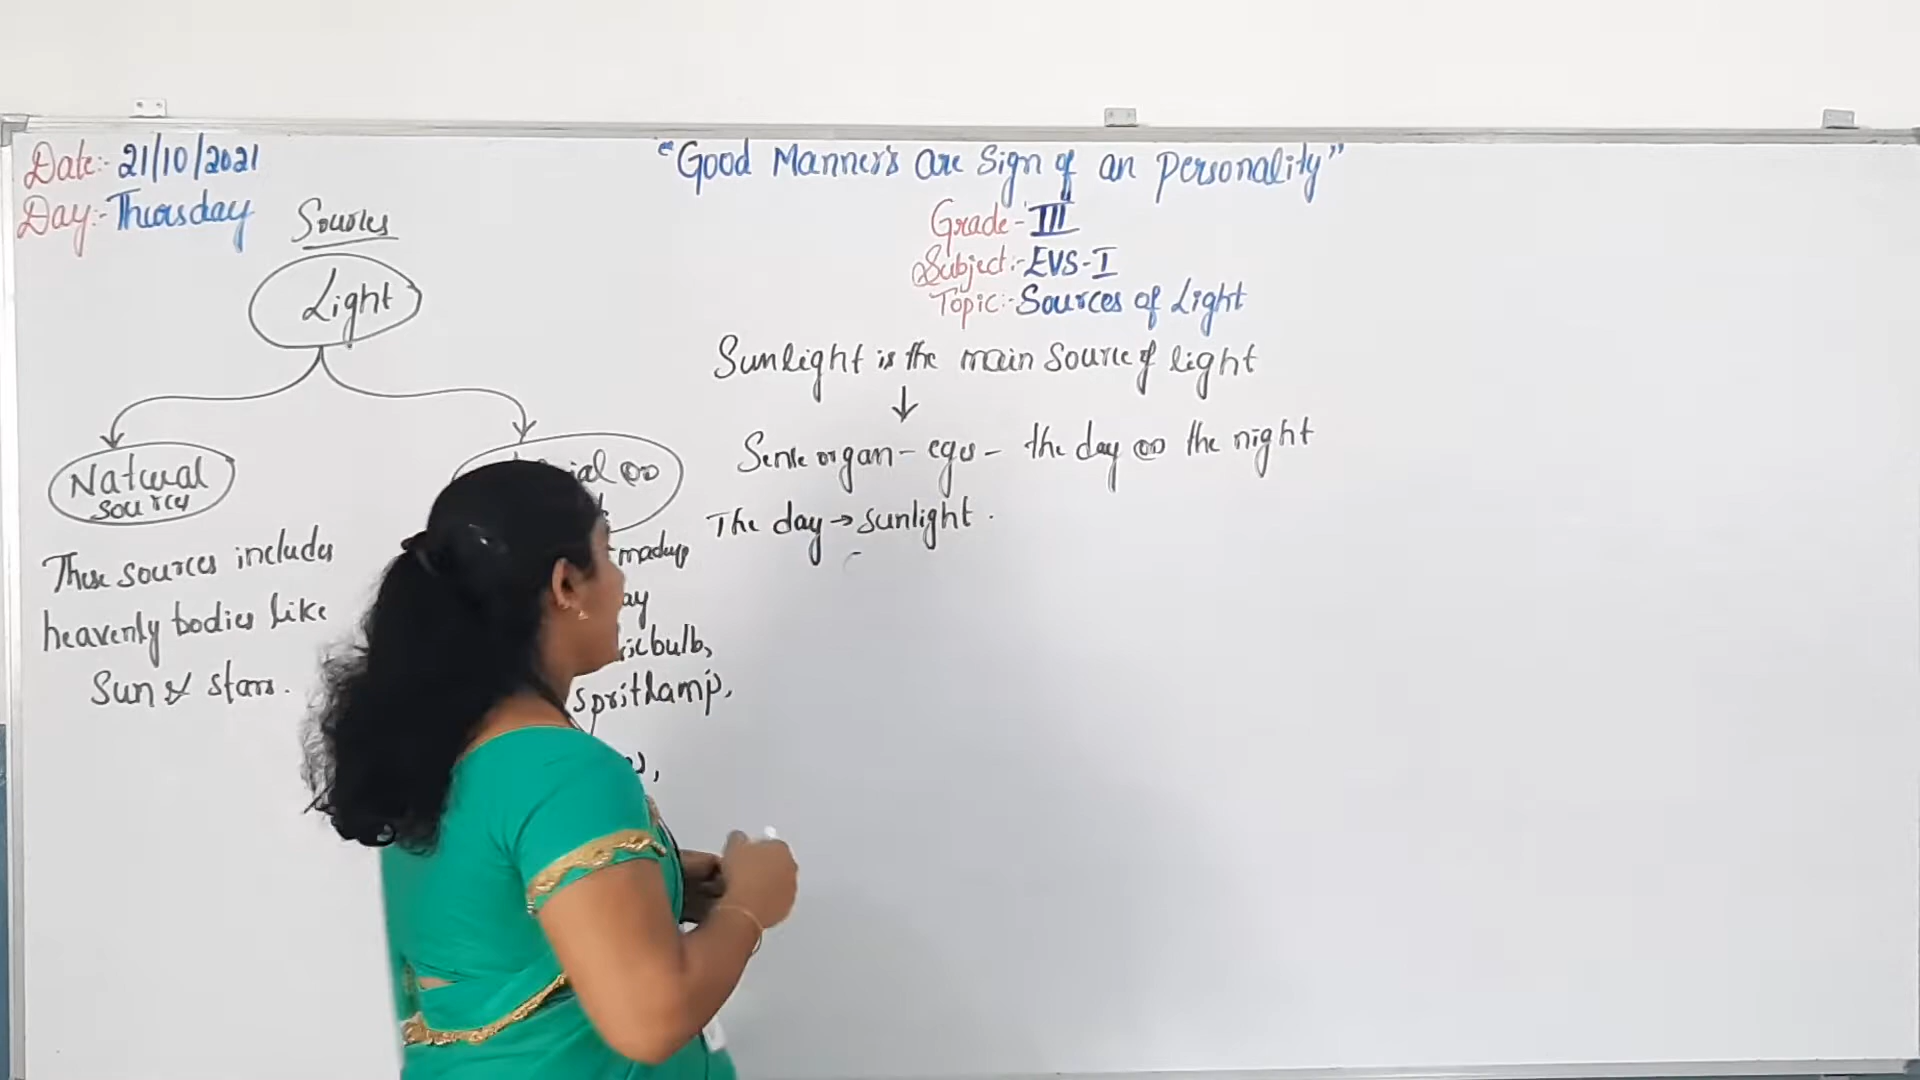 Date:- 21/10/2021
Day:- Thursday
"Good Manners are sign of an personality"
Grade- III
Subject:- EVS-I
Topic:- Sources of Light
Sources
Light
Natural
sources
These sources includes
heavenly bodies like
Sun & stars.
bulb,
spritlamp,
Sunlight is the main source of light
↓
Sense organ - eyes - the day or the night
The day → sunlight.